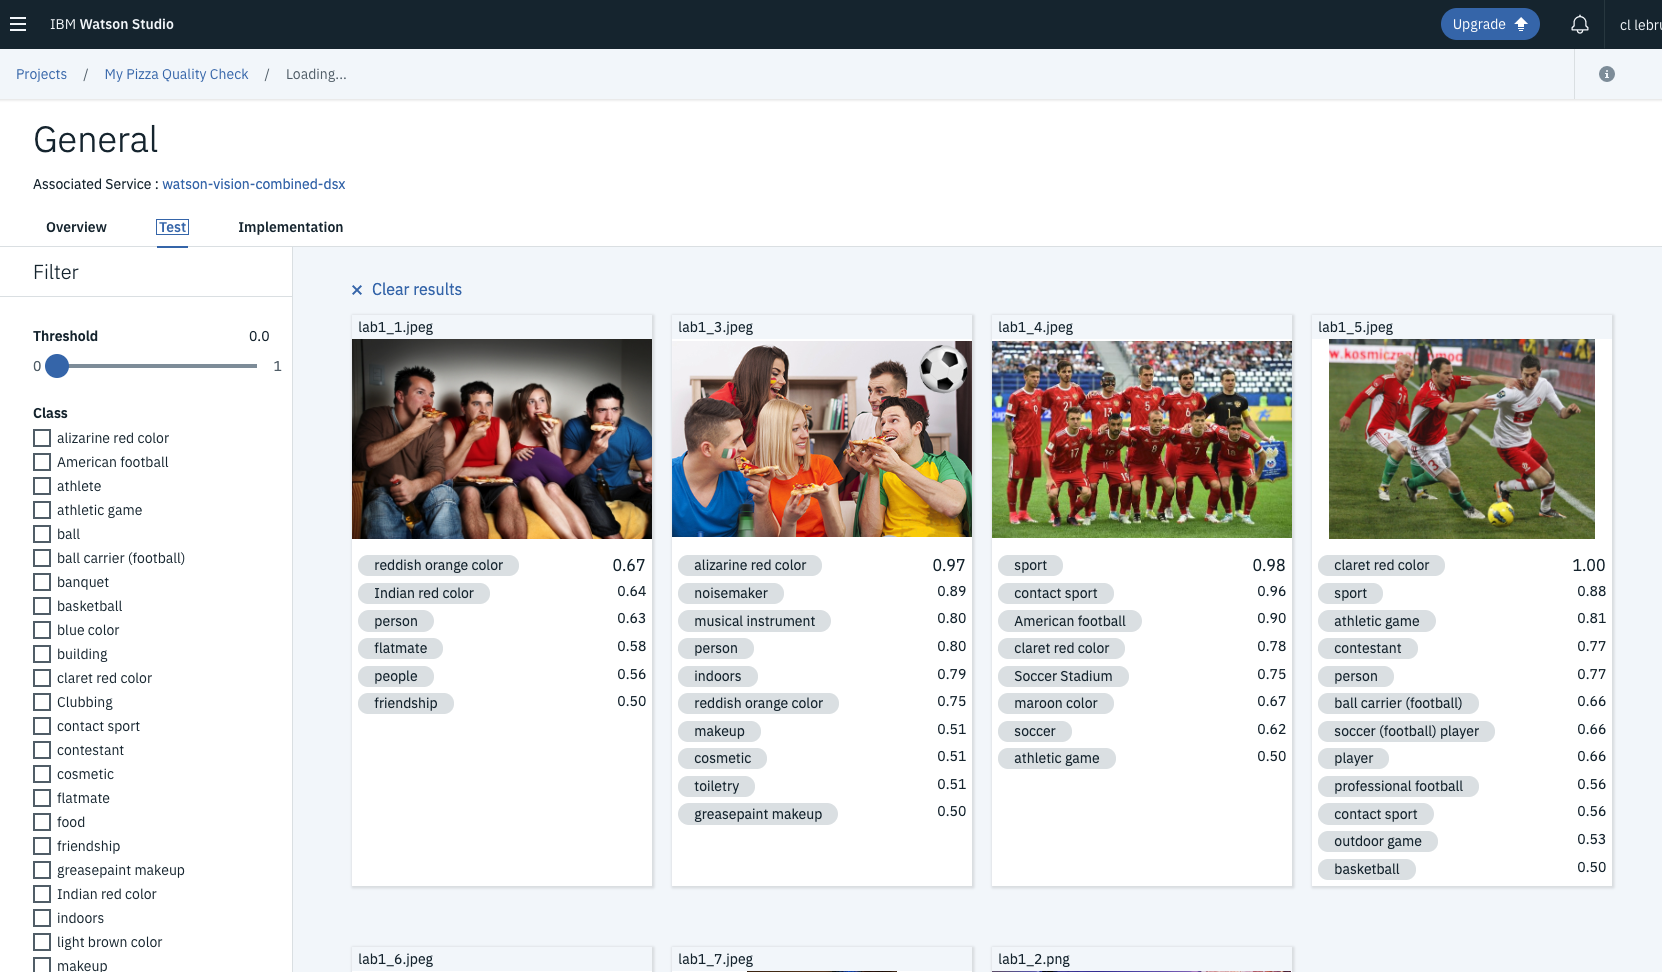 IBM Watson Studio
Upgrade
cl lebru
Projects / My Pizza Quality Check / Loading...
General
Associated Service : watson-vision-combined-dsx
Overview
Test
Implementation
Filter
Threshold 0.0
0 1
Class
alizarine red color
American football
athlete
athletic game
ball
ball carrier (football)
banquet
basketball
blue color
building
claret red color
Clubbing
contact sport
contestant
cosmetic
flatmate
food
friendship
greasepaint makeup
Indian red color
indoors
light brown color
makeup
× Clear results
lab1_1.jpeg
reddish orange color 0.67
Indian red color 0.64
person 0.63
flatmate 0.58
people 0.56
friendship 0.50
lab1_3.jpeg
alizarine red color 0.97
noisemaker 0.89
musical instrument 0.80
person 0.80
indoors 0.79
reddish orange color 0.75
makeup 0.51
cosmetic 0.51
toiletry 0.51
greasepaint makeup 0.50
lab1_4.jpeg
sport 0.98
contact sport 0.96
American football 0.90
claret red color 0.78
Soccer Stadium 0.75
maroon color 0.67
soccer 0.62
athletic game 0.50
lab1_5.jpeg
www.kosmiczna
claret red color 1.00
sport 0.88
athletic game 0.81
contestant 0.77
person 0.77
ball carrier (football) 0.66
soccer (football) player 0.66
player 0.66
professional football 0.56
contact sport 0.56
outdoor game 0.53
basketball 0.50
lab1_6.jpeg
lab1_7.jpeg
lab1_2.png